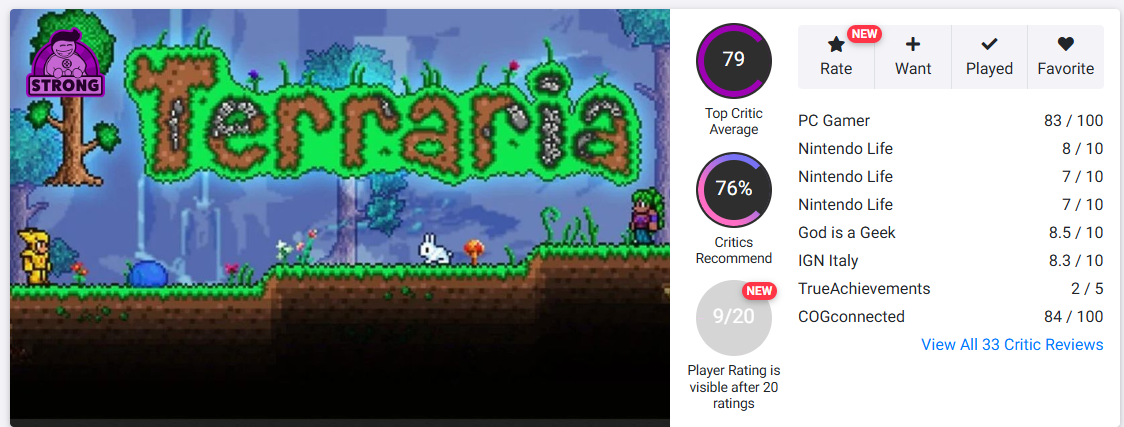 STRONG
Terraria
79
Top Critic
Average
76%
Critics
Recommend
NEW
9/20
Player Rating is
visible after 20
ratings
NEW
Rate
Want
Played
Favorite
PC Gamer 83 / 100
Nintendo Life 8 / 10
Nintendo Life 7 / 10
Nintendo Life 7 / 10
God is a Geek 8.5 / 10
IGN Italy 8.3 / 10
TrueAchievements 2 / 5
COGconnected 84 / 100
View All 33 Critic Reviews